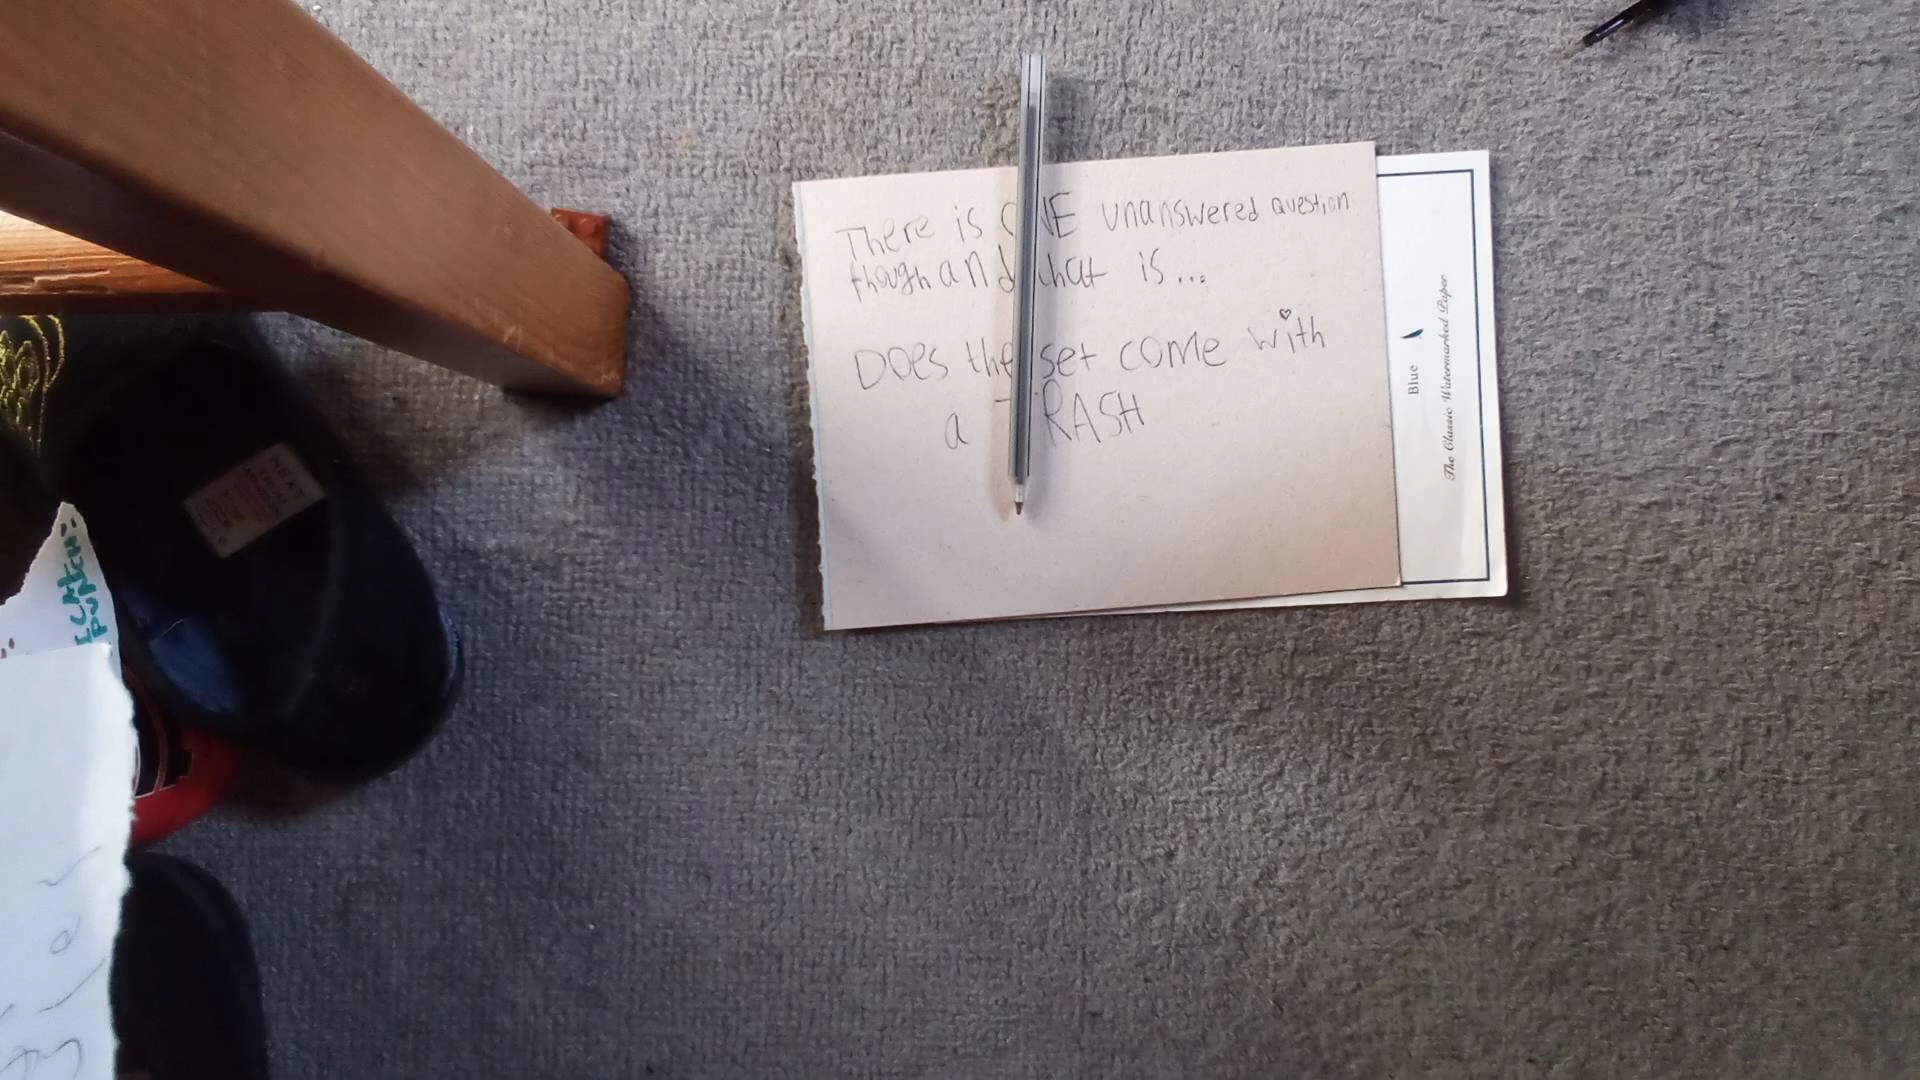 There is ONE unanswered question
though and that is...
Does the set come with
a TRASH
Blue
The Classic Watermarked Paper